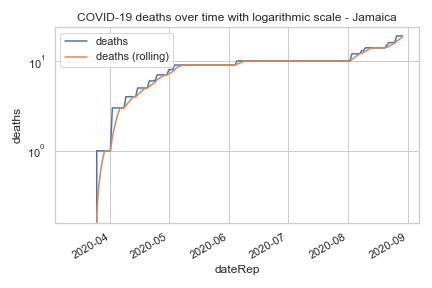 COVID-19 deaths over time with logarithmic scale - Jamaica
deaths
deaths (rolling)
10¹
10⁰
deaths
2020-04
2020-05
2020-06
2020-07
2020-08
2020-09
dateRep